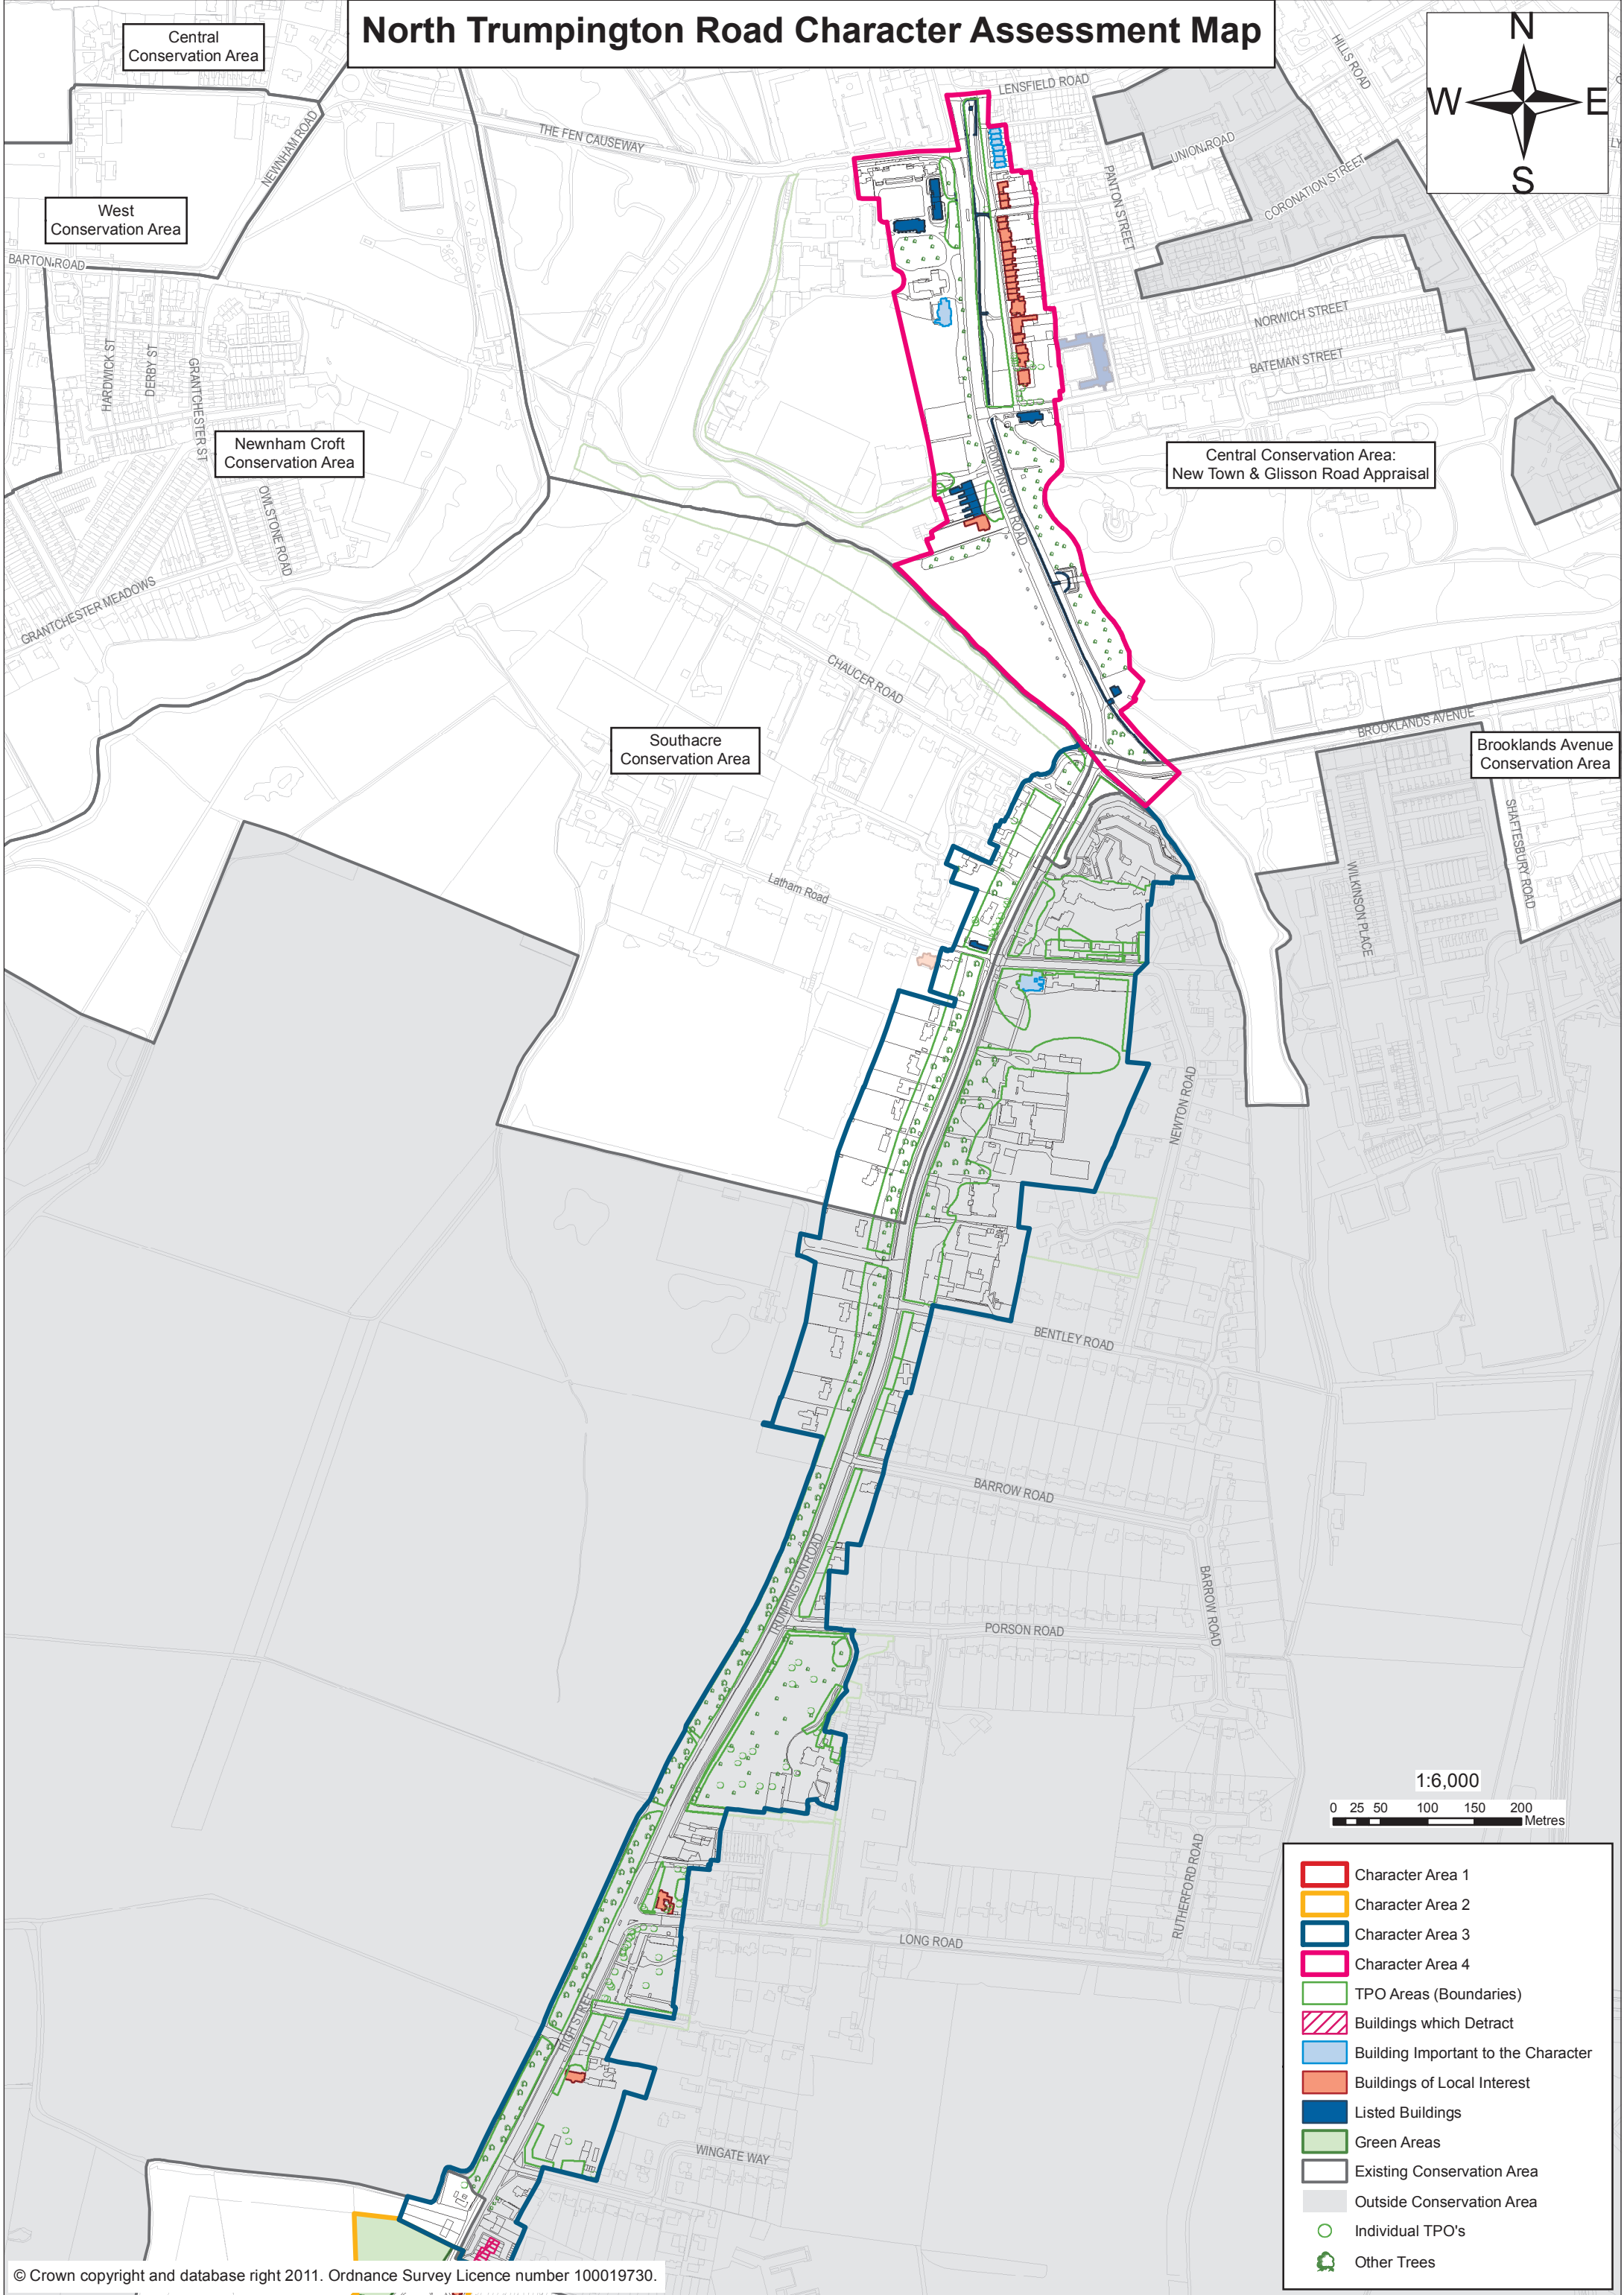 North Trumpington Road Character Assessment Map
Central
Conservation Area
N
W
E
S
HILLS ROAD
LENSFIELD ROAD
THE FEN CAUSEWAY
NEWNHAM ROAD
UNION ROAD
CORONATION STREET
PANTON STREET
West
Conservation Area
BARTON ROAD
NORWICH STREET
BATEMAN STREET
HARDWICK ST
DERBY ST
GRANTCHESTER ST
Newnham Croft
Conservation Area
Central Conservation Area:
New Town & Glisson Road Appraisal
TRUMPINGTON ROAD
OWLSTONE ROAD
GRANTCHESTER MEADOWS
CHAUCER ROAD
Southacre
Conservation Area
BROOKLANDS AVENUE
Brooklands Avenue
Conservation Area
SHAFTESBURY ROAD
WILKINSON PLACE
Latham Road
NEWTON ROAD
BENTLEY ROAD
BARROW ROAD
TRUMPINGTON ROAD
BARROW ROAD
PORSON ROAD
RUTHERFORD ROAD
LONG ROAD
HIGH STREET
WINGATE WAY
1:6,000
0 25 50 100 150 200
Metres
Character Area 1
Character Area 2
Character Area 3
Character Area 4
TPO Areas (Boundaries)
Buildings which Detract
Building Important to the Character
Buildings of Local Interest
Listed Buildings
Green Areas
Existing Conservation Area
Outside Conservation Area
Individual TPO's
Other Trees
© Crown copyright and database right 2011. Ordnance Survey Licence number 100019730.